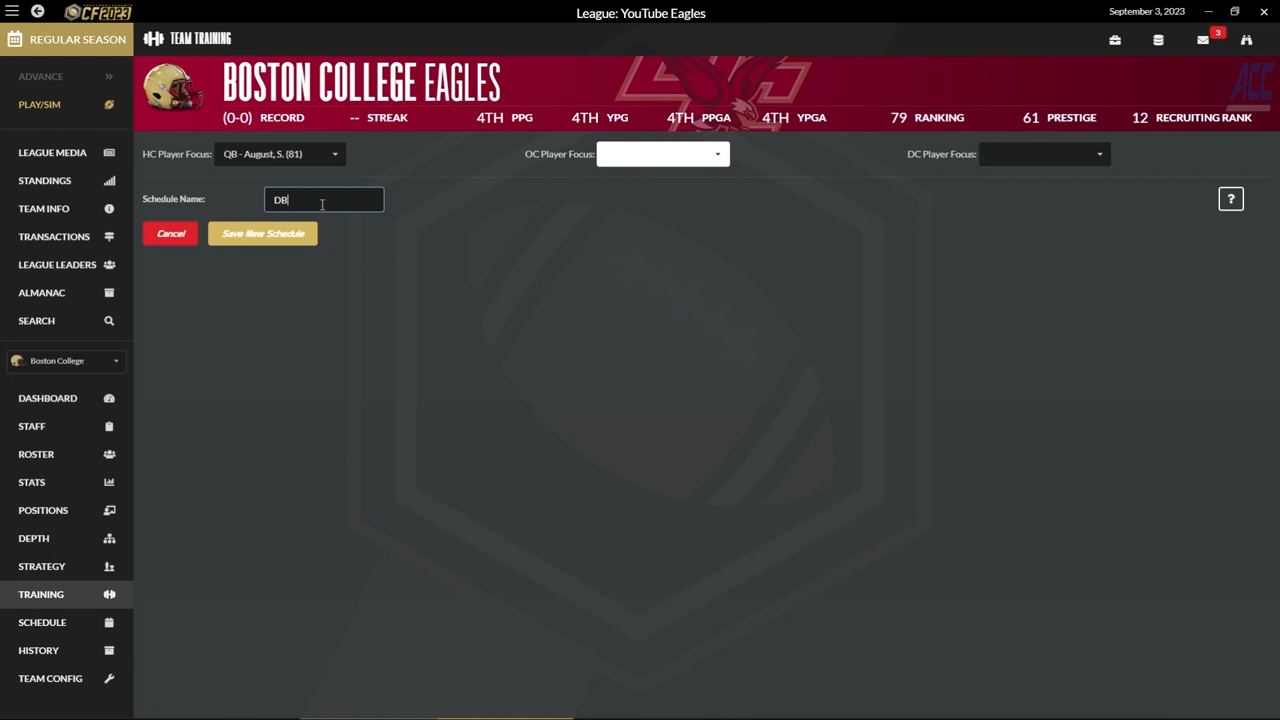 CF2023
League: YouTube Eagles
September 3, 2023
REGULAR SEASON
TEAM TRAINING
3
ADVANCE
PLAY/SIM
BOSTON COLLEGE EAGLES
ACC
(0-0) RECORD -- STREAK 4TH PPG 4TH YPG 4TH PPGA 4TH YPGA 79 RANKING 61 PRESTIGE 12 RECRUITING RANK
HC Player Focus: QB - August, S. (81) OC Player Focus: DC Player Focus:
Schedule Name: DB ?
Cancel Save New Schedule
LEAGUE MEDIA
STANDINGS
TEAM INFO
TRANSACTIONS
LEAGUE LEADERS
ALMANAC
SEARCH
Boston College
DASHBOARD
STAFF
ROSTER
STATS
POSITIONS
DEPTH
STRATEGY
TRAINING
SCHEDULE
HISTORY
TEAM CONFIG